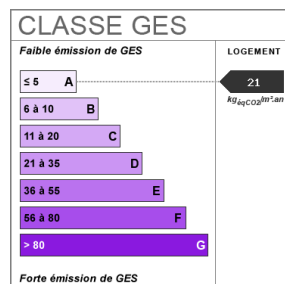 CLASSE GES
Faible émission de GES
LOGEMENT
≤ 5 A
21
kgéqCO2/m².an
6 à 10 B
11 à 20 C
21 à 35 D
36 à 55 E
56 à 80 F
> 80 G
Forte émission de GES